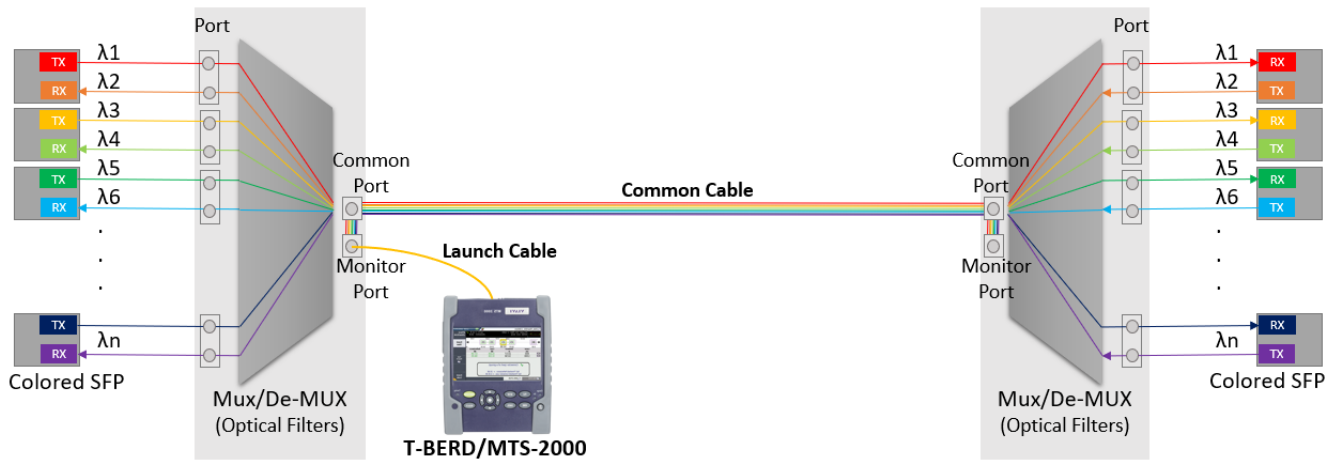 Port
TX
λ1
RX
λ2
TX
λ3
RX
λ4
TX
λ5
RX
λ6
.
.
.
TX
RX
λn
Colored SFP
Common
Port
Monitor
Port
Mux/De-MUX
(Optical Filters)
Common Cable
Launch Cable
T-BERD/MTS-2000
Port
Common
Port
Monitor
Port
λ1
RX
λ2
TX
λ3
RX
λ4
TX
λ5
RX
λ6
TX
.
.
.
λn
RX
TX
Colored SFP
Mux/De-MUX
(Optical Filters)